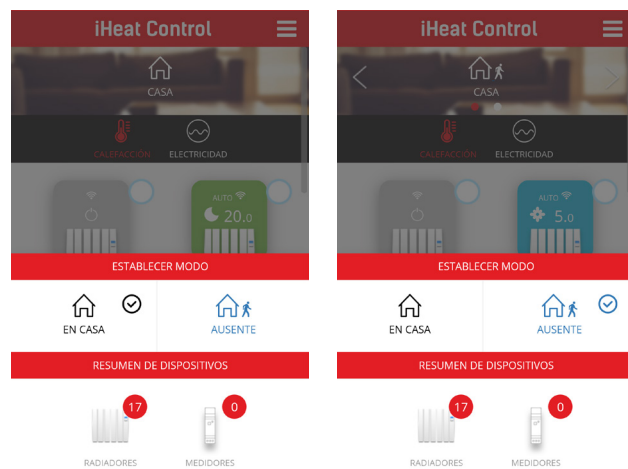 iHeat Control
CASA
CALEFACCIÓN ELECTRICIDAD
AUTO
20.0
ESTABLECER MODO
EN CASA AUSENTE
RESUMEN DE DISPOSITIVOS
17 0
RADIADORES MEDIDORES
iHeat Control
CASA
CALEFACCIÓN ELECTRICIDAD
AUTO
5.0
ESTABLECER MODO
EN CASA AUSENTE
RESUMEN DE DISPOSITIVOS
17 0
RADIADORES MEDIDORES